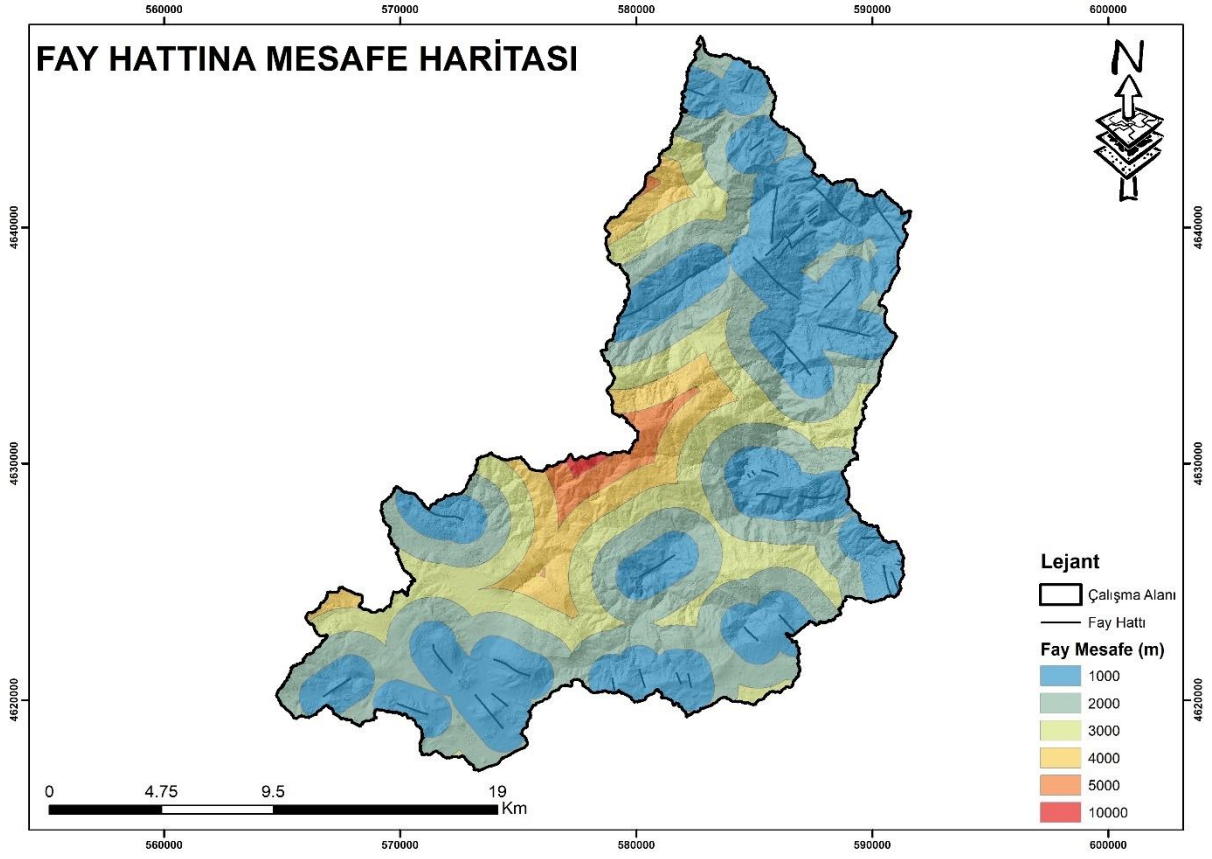 560000 570000 580000 590000 600000
FAY HATTINA MESAFE HARİTASI
N
4640000 4640000
4630000 4630000
4620000 4620000
Lejant
Çalışma Alanı
Fay Hattı
Fay Mesafe (m)
1000
2000
3000
4000
5000
10000
0 4.75 9.5 19
Km
560000 570000 580000 590000 600000